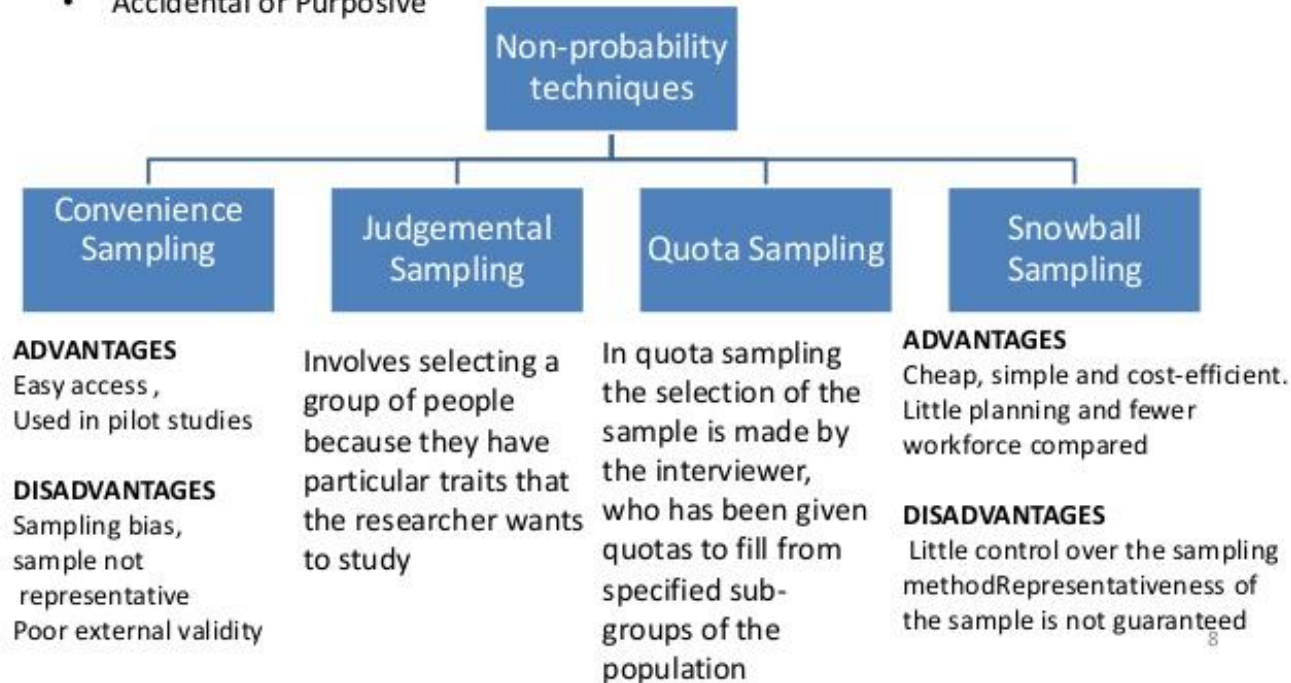 • Accidental or Purposive
Non-probability
techniques
Convenience
Sampling
Judgemental
Sampling
Quota Sampling
Snowball
Sampling
ADVANTAGES
Easy access ,
Used in pilot studies
DISADVANTAGES
Sampling bias,
sample not
representative
Poor external validity
Involves selecting a
group of people
because they have
particular traits that
the researcher wants
to study
In quota sampling
the selection of the
sample is made by
the interviewer,
who has been given
quotas to fill from
specified sub-
groups of the
population
ADVANTAGES
Cheap, simple and cost-efficient.
Little planning and fewer
workforce compared
DISADVANTAGES
Little control over the sampling
methodRepresentativeness of
the sample is not guaranteed
8